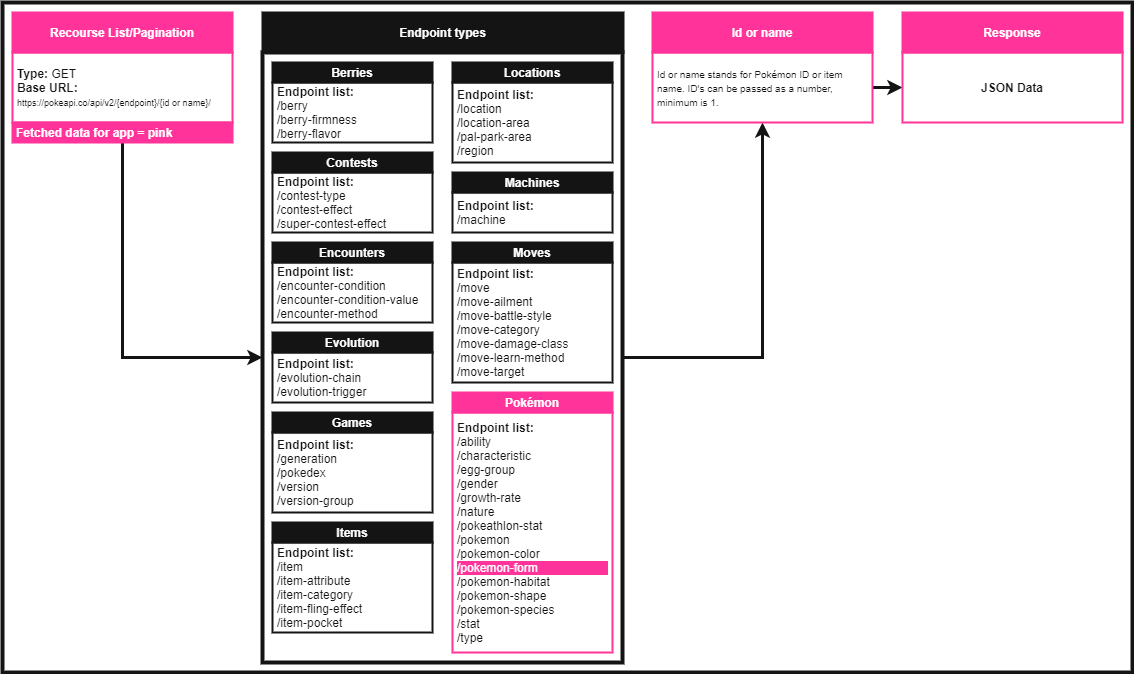 Recourse List/Pagination
Type: GET
Base URL:
https://pokeapi.co/api/v2/{endpoint}/{id or name}/
Fetched data for app = pink
Endpoint types
Berries
Endpoint list:
/berry
/berry-firmness
/berry-flavor
Contests
Endpoint list:
/contest-type
/contest-effect
/super-contest-effect
Encounters
Endpoint list:
/encounter-condition
/encounter-condition-value
/encounter-method
Evolution
Endpoint list:
/evolution-chain
/evolution-trigger
Games
Endpoint list:
/generation
/pokedex
/version
/version-group
Items
Endpoint list:
/item
/item-attribute
/item-category
/item-fling-effect
/item-pocket
Locations
Endpoint list:
/location
/location-area
/pal-park-area
/region
Machines
Endpoint list:
/machine
Moves
Endpoint list:
/move
/move-ailment
/move-battle-style
/move-category
/move-damage-class
/move-learn-method
/move-target
Pokémon
Endpoint list:
/ability
/characteristic
/egg-group
/gender
/growth-rate
/nature
/pokeathlon-stat
/pokemon
/pokemon-color
/pokemon-form
/pokemon-habitat
/pokemon-shape
/pokemon-species
/stat
/type
Id or name
Id or name stands for Pokémon ID or item
name. ID's can be passed as a number,
minimum is 1.
Response
JSON Data